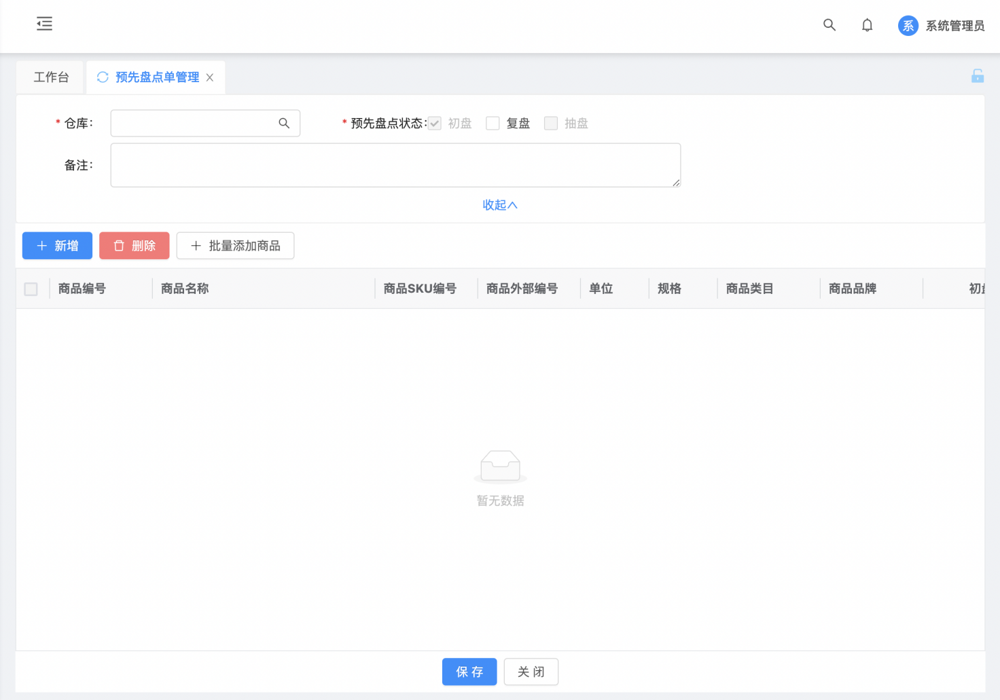 系 系统管理员
工作台 预先盘点单管理
* 仓库: * 预先盘点状态: 初盘 复盘 抽盘
备注:
收起
新增 删除 批量添加商品
商品编号 商品名称 商品SKU编号 商品外部编号 单位 规格 商品类目 商品品牌 初
暂无数据
保存 关闭